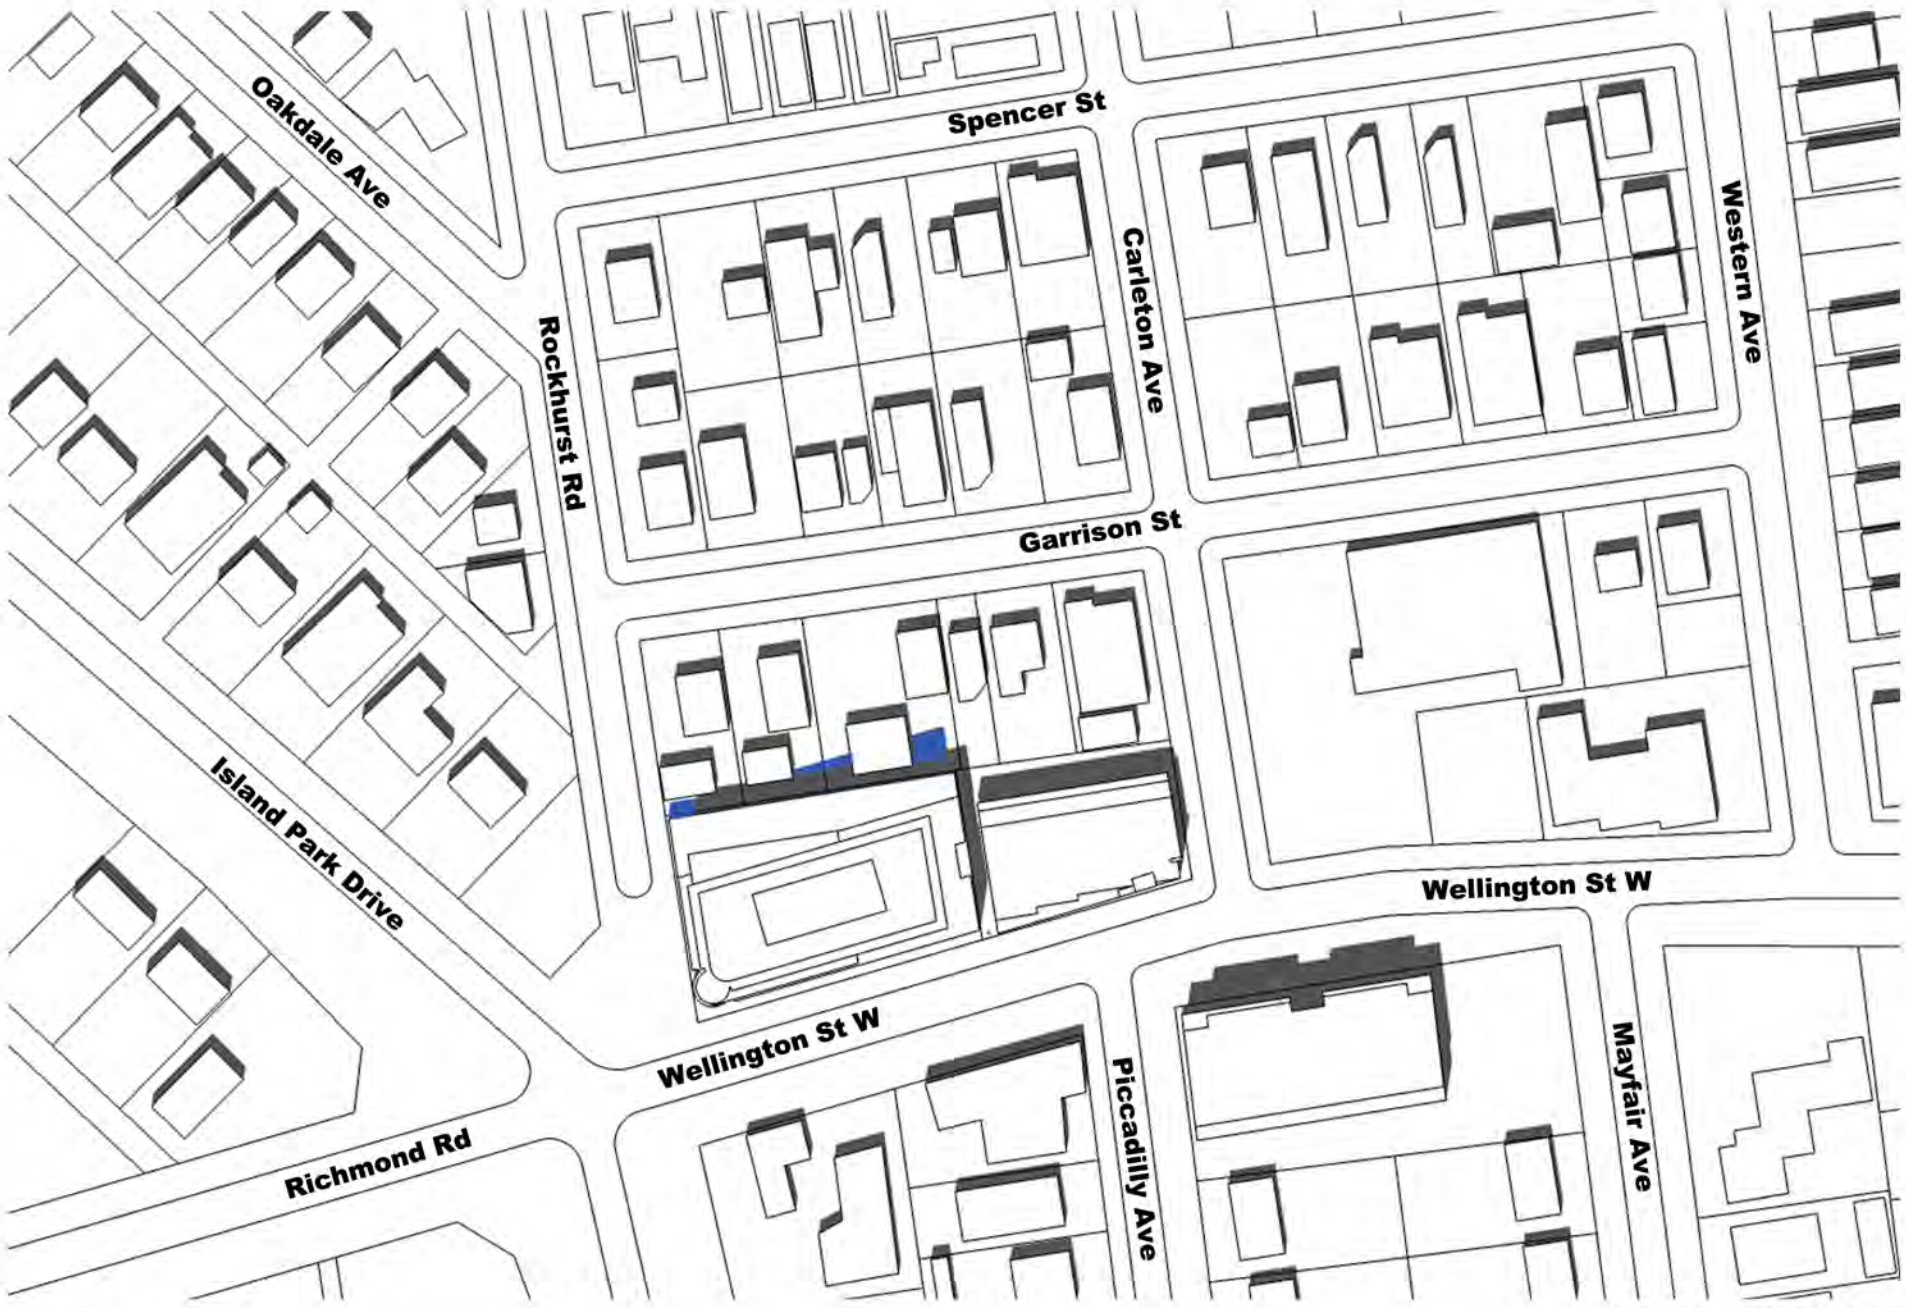 Oakdale Ave
Spencer St
Western Ave
Carleton Ave
Rockhurst Rd
Garrison St
Island Park Drive
Wellington St W
Wellington St W
Mayfair Ave
Piccadilly Ave
Richmond Rd